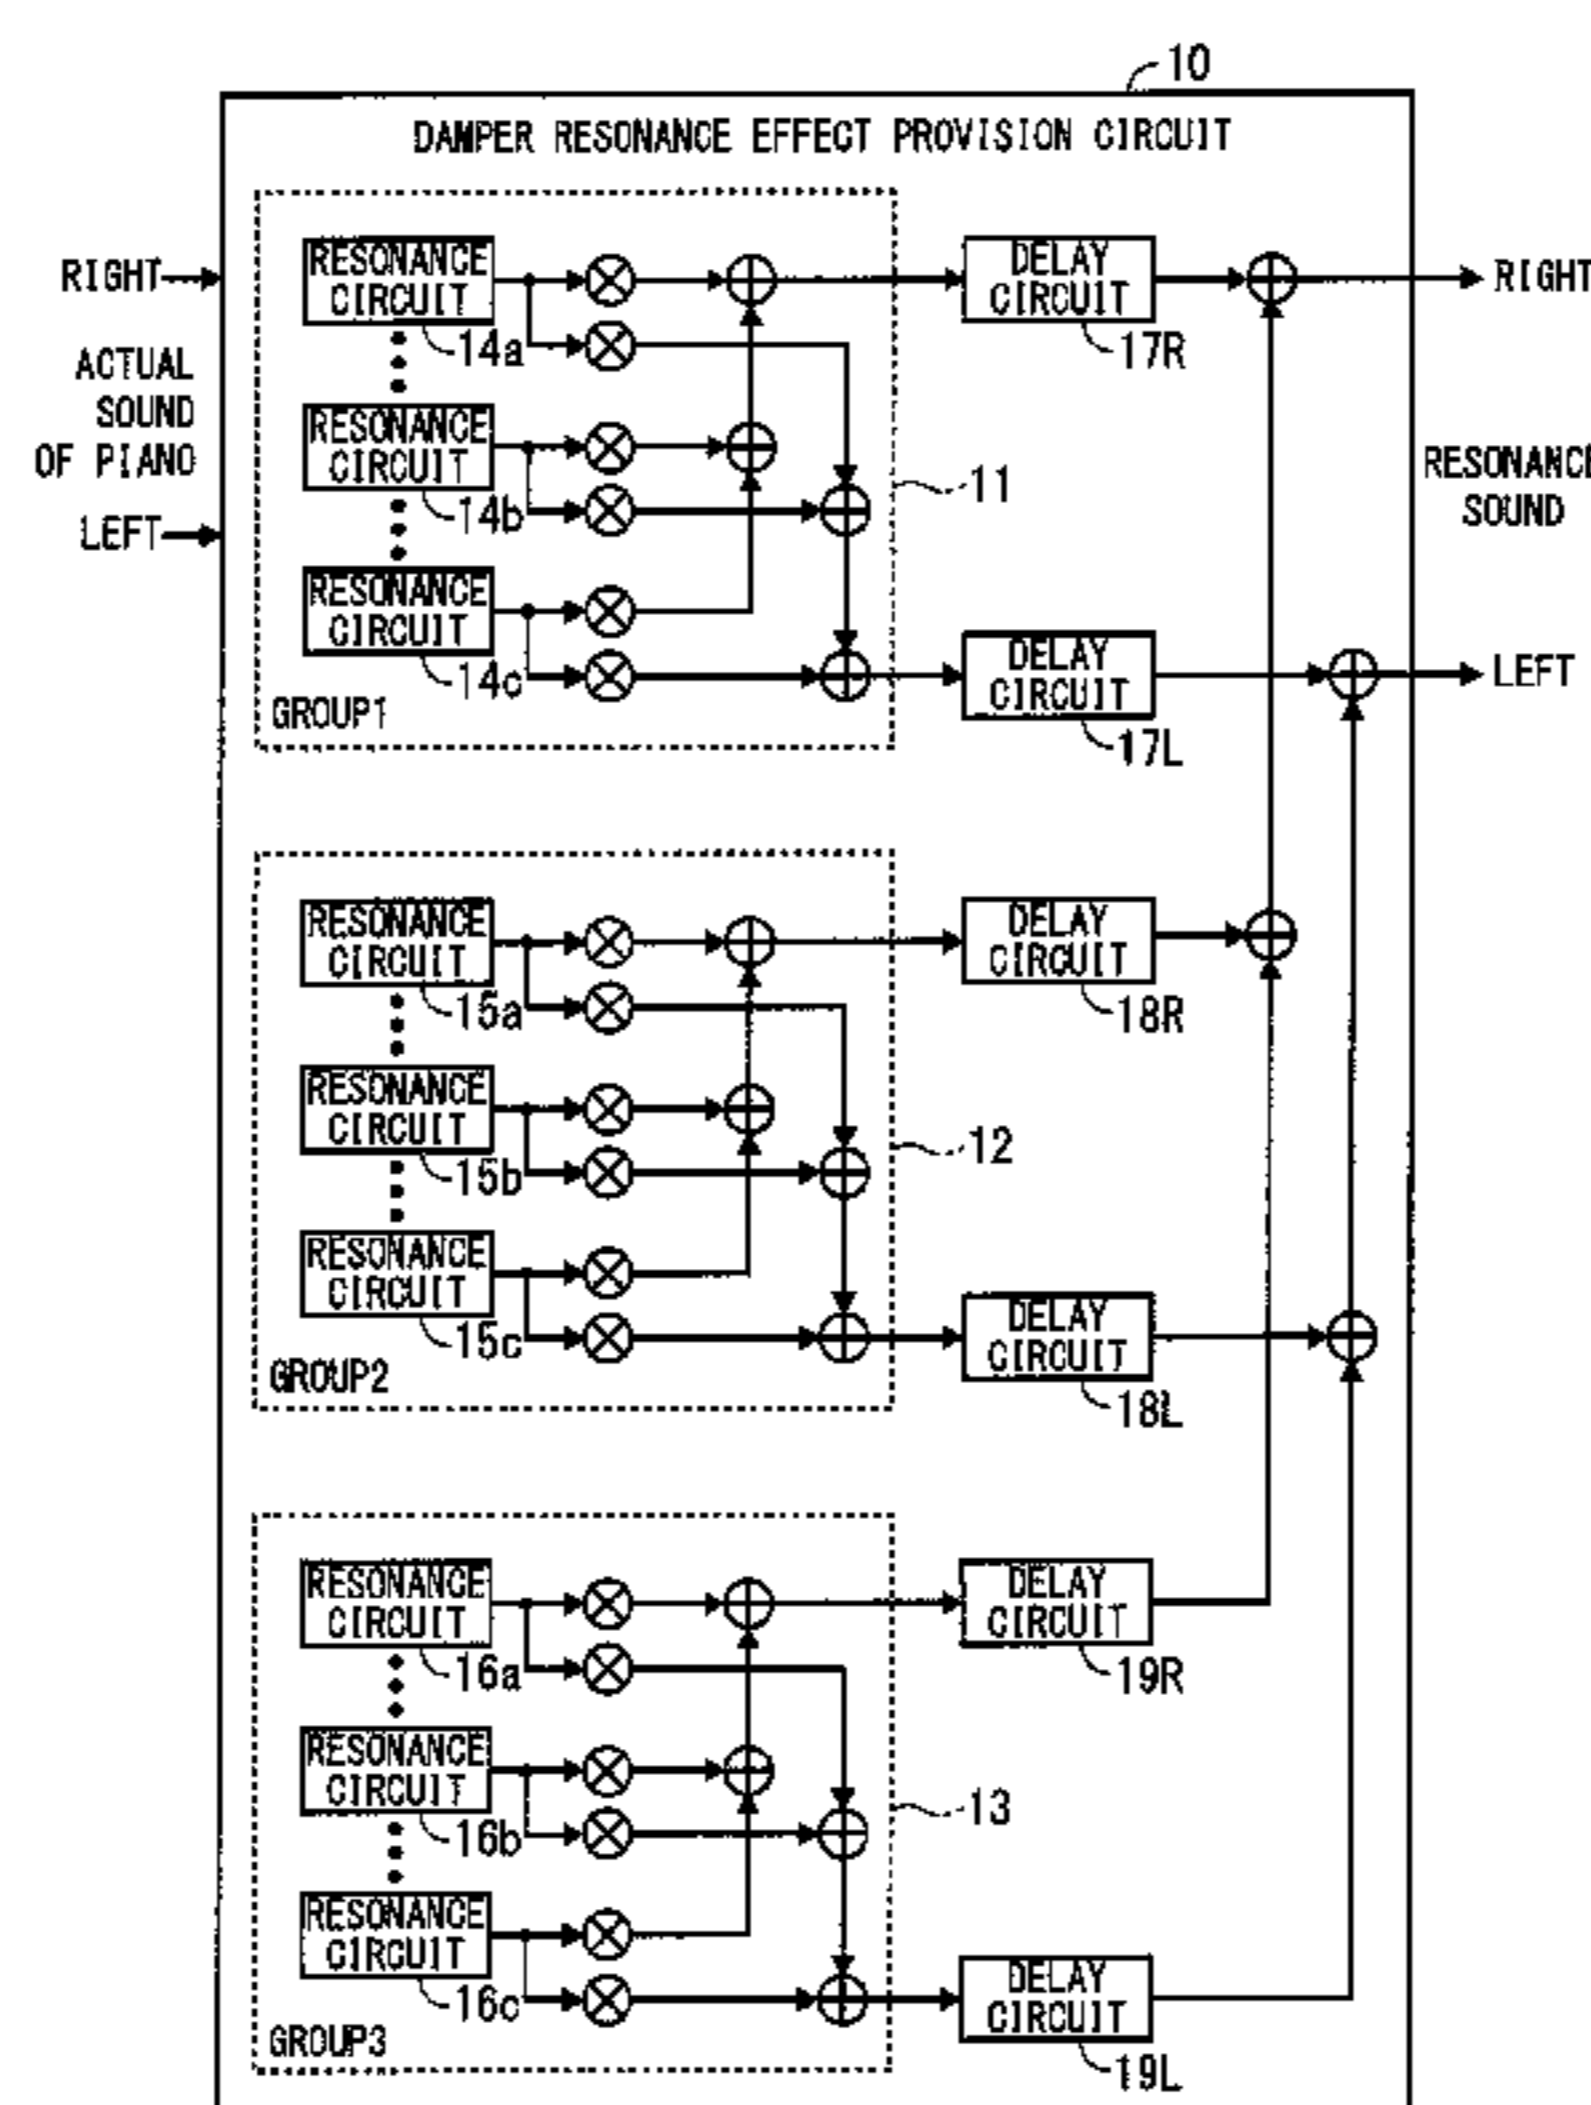 10
DAMPER RESONANCE EFFECT PROVISION CIRCUIT
RIGHT
ACTUAL
SOUND
OF PIANO
LEFT
RESONANCE
CIRCUIT
14a
RESONANCE
CIRCUIT
14b
RESONANCE
CIRCUIT
14c
GROUP1
11
DELAY
CIRCUIT
17R
DELAY
CIRCUIT
17L
RIGHT
RESONANCE
SOUND
LEFT
RESONANCE
CIRCUIT
15a
RESONANCE
CIRCUIT
15b
RESONANCE
CIRCUIT
15c
GROUP2
12
DELAY
CIRCUIT
18R
DELAY
CIRCUIT
18L
RESONANCE
CIRCUIT
16a
RESONANCE
CIRCUIT
16b
RESONANCE
CIRCUIT
16c
GROUP3
13
DELAY
CIRCUIT
19R
DELAY
CIRCUIT
19L